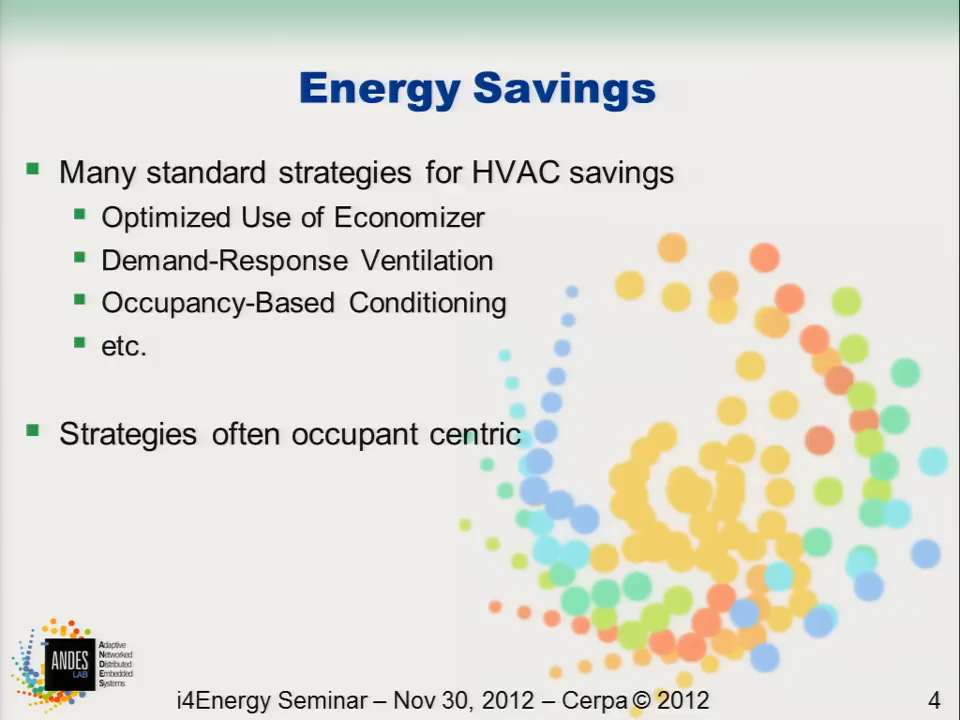 Energy Savings
Many standard strategies for HVAC savings
Optimized Use of Economizer
Demand-Response Ventilation
Occupancy-Based Conditioning
etc.
Strategies often occupant centric
ANDES
LAB
Adaptive
Networked
Distributed
Embedded
Systems
i4Energy Seminar – Nov 30, 2012 – Cerpa © 2012
4